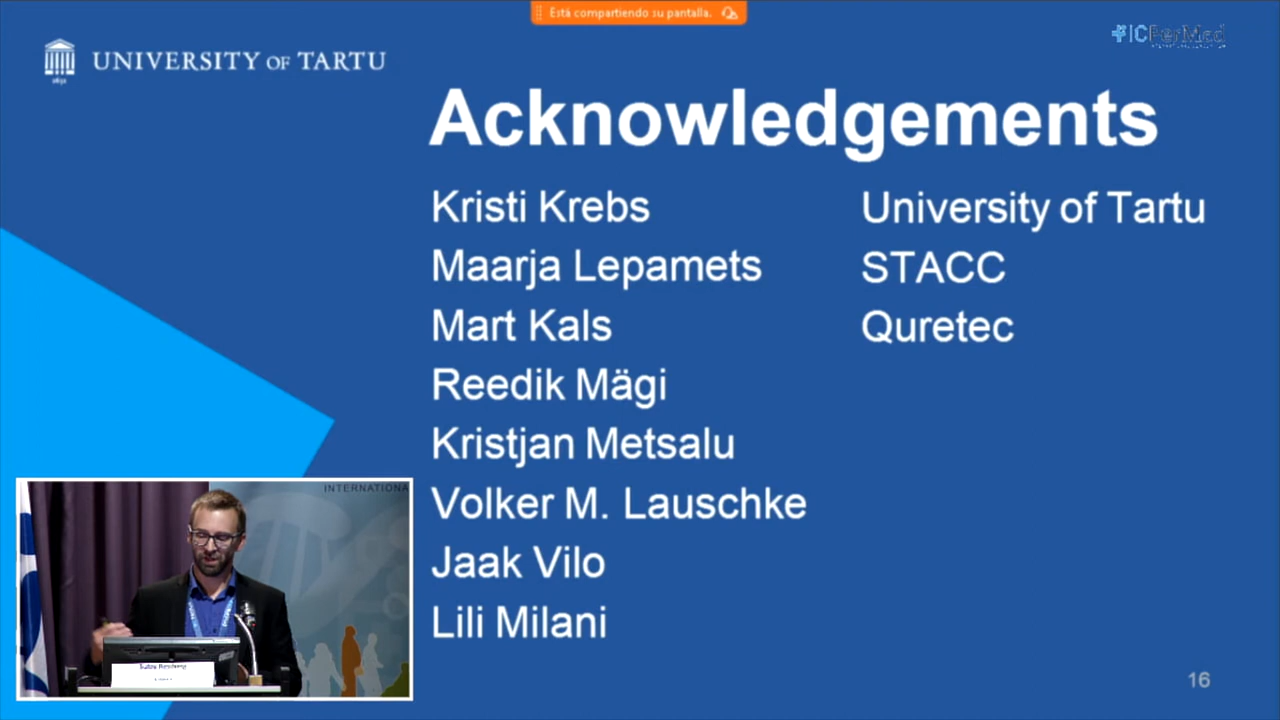 Está compartiendo su pantalla.
ICPerMed
UNIVERSITY OF TARTU
1632
Acknowledgements
Kristi Krebs
Maarja Lepamets
Mart Kals
Reedik Mägi
Kristjan Metsalu
Volker M. Lauschke
Jaak Vilo
Lili Milani
University of Tartu
STACC
Quretec
INTERNATIONA
16